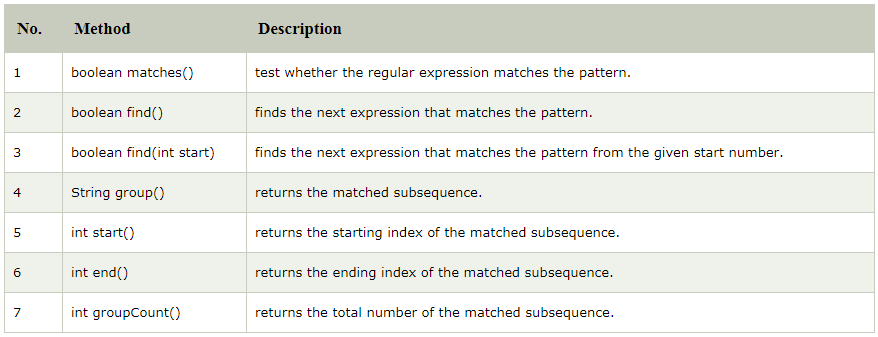 No. Method Description
1 boolean matches() test whether the regular expression matches the pattern.
2 boolean find() finds the next expression that matches the pattern.
3 boolean find(int start) finds the next expression that matches the pattern from the given start number.
4 String group() returns the matched subsequence.
5 int start() returns the starting index of the matched subsequence.
6 int end() returns the ending index of the matched subsequence.
7 int groupCount() returns the total number of the matched subsequence.